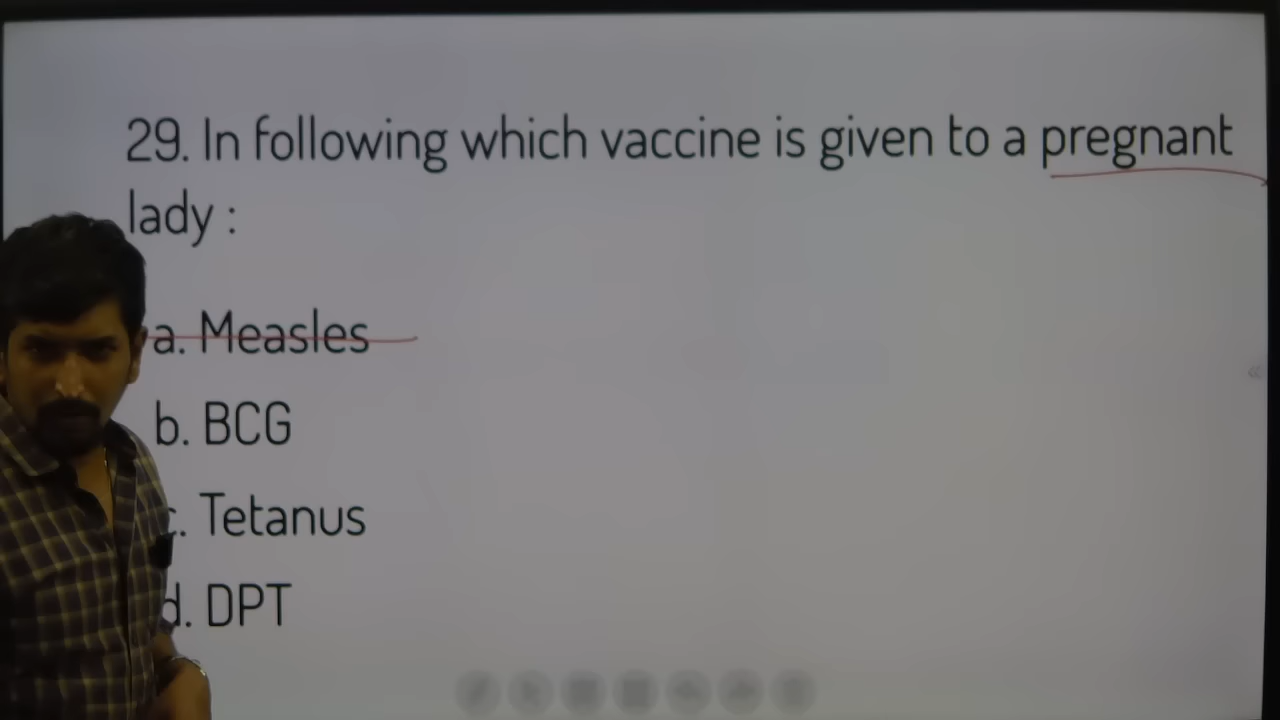 29. In following which vaccine is given to a pregnant
lady :
a. Measles
b. BCG
c. Tetanus
d. DPT